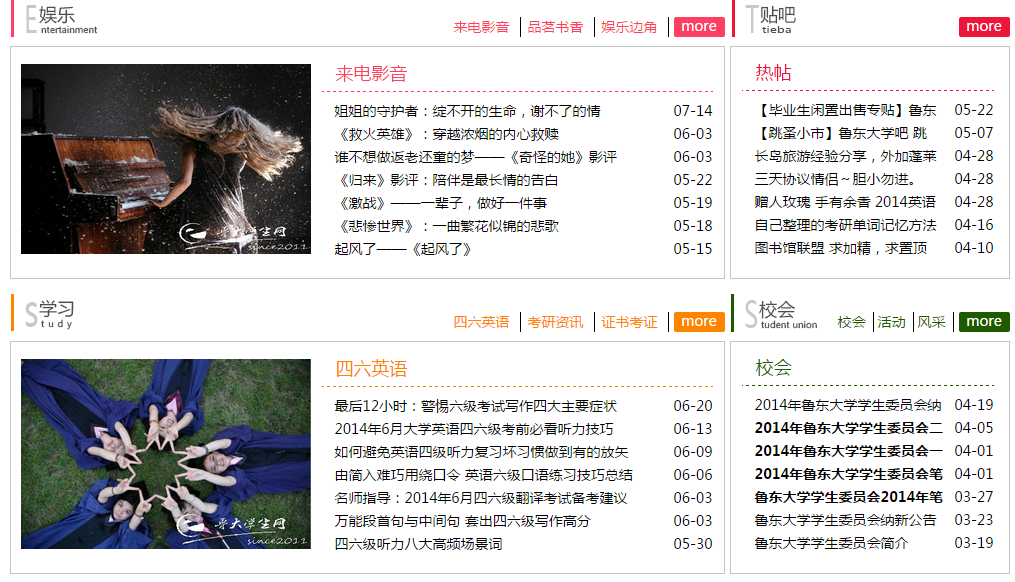 娱乐
Entertainment
来电影音 品茗书香 娱乐边角 more
来电影音
姐姐的守护者：绽不开的生命，谢不了的情 07-14
《救火英雄》：穿越浓烟的内心救赎 06-03
谁不想做返老还童的梦——《奇怪的她》影评 06-03
《归来》影评：陪伴是最长情的告白 05-22
《激战》——一辈子，做好一件事 05-19
《悲惨世界》：一曲繁花似锦的悲歌 05-18
起风了——《起风了》 05-15
鲁大学生网
since2011
贴吧
Tieba
more
热帖
【毕业生闲置出售专贴】鲁东 05-22
【跳蚤小市】鲁东大学吧 跳 05-07
长岛旅游经验分享，外加蓬莱 04-28
三天协议情侣～胆小勿进。 04-28
赠人玫瑰 手有余香 2014英语 04-28
自己整理的考研单词记忆方法 04-16
图书馆联盟 求加精，求置顶 04-10
学习
Study
四六英语 考研资讯 证书考证 more
四六英语
最后12小时：警惕六级考试写作四大主要症状 06-20
2014年6月大学英语四六级考前必看听力技巧 06-13
如何避免英语四级听力复习坏习惯做到有的放矢 06-09
由简入难巧用绕口令 英语六级口语练习技巧总结 06-06
名师指导：2014年6月四六级翻译考试备考建议 06-03
万能段首句与中间句 套出四六级写作高分 06-03
四六级听力八大高频场景词 05-30
鲁大学生网
since2011
校会
Student union
校会 活动 风采 more
校会
2014年鲁东大学学生委员会纳 04-19
2014年鲁东大学学生委员会二 04-05
2014年鲁东大学学生委员会一 04-01
2014年鲁东大学学生委员会笔 04-01
鲁东大学学生委员会2014年笔 03-27
鲁东大学学生委员会纳新公告 03-23
鲁东大学学生委员会简介 03-19